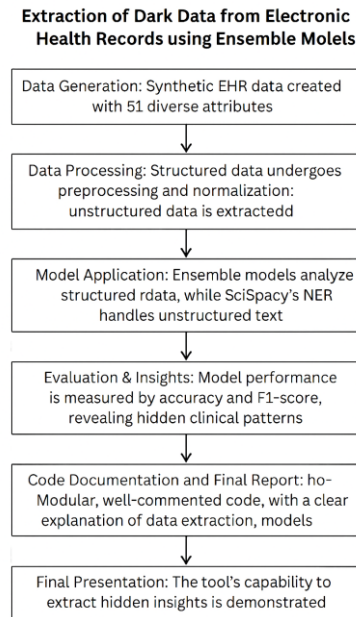 Extraction of Dark Data from Electronic
Health Records using Ensemble Molels
Data Generation: Synthetic EHR data created
with 51 diverse attributes
Data Processing: Structured data undergoes
preprocessing and normalization:
unstructured data is extractedd
Model Application: Ensemble models analyze
structured rdata, while SciSpacy's NER
handles unstructured text
Evaluation & Insights: Model performance
is measured by accuracy and F1-score,
revealing hidden clinical patterns
Code Documentation and Final Report: ho-
Modular, well-commented code, with a clear
explanation of data extraction, models
Final Presentation: The tool's capability to
extract hidden insights is demonstrated